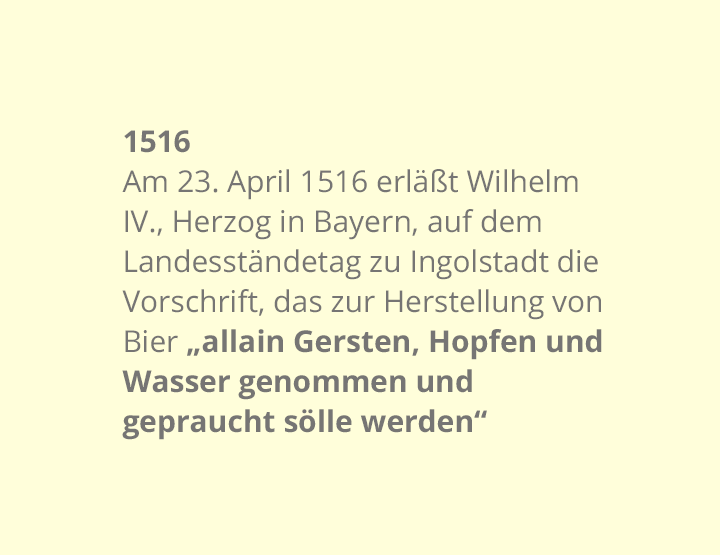 1516
Am 23. April 1516 erläßt Wilhelm
IV., Herzog in Bayern, auf dem
Landesständetag zu Ingolstadt die
Vorschrift, das zur Herstellung von
Bier „allain Gersten, Hopfen und
Wasser genommen und
gepraucht sölle werden“